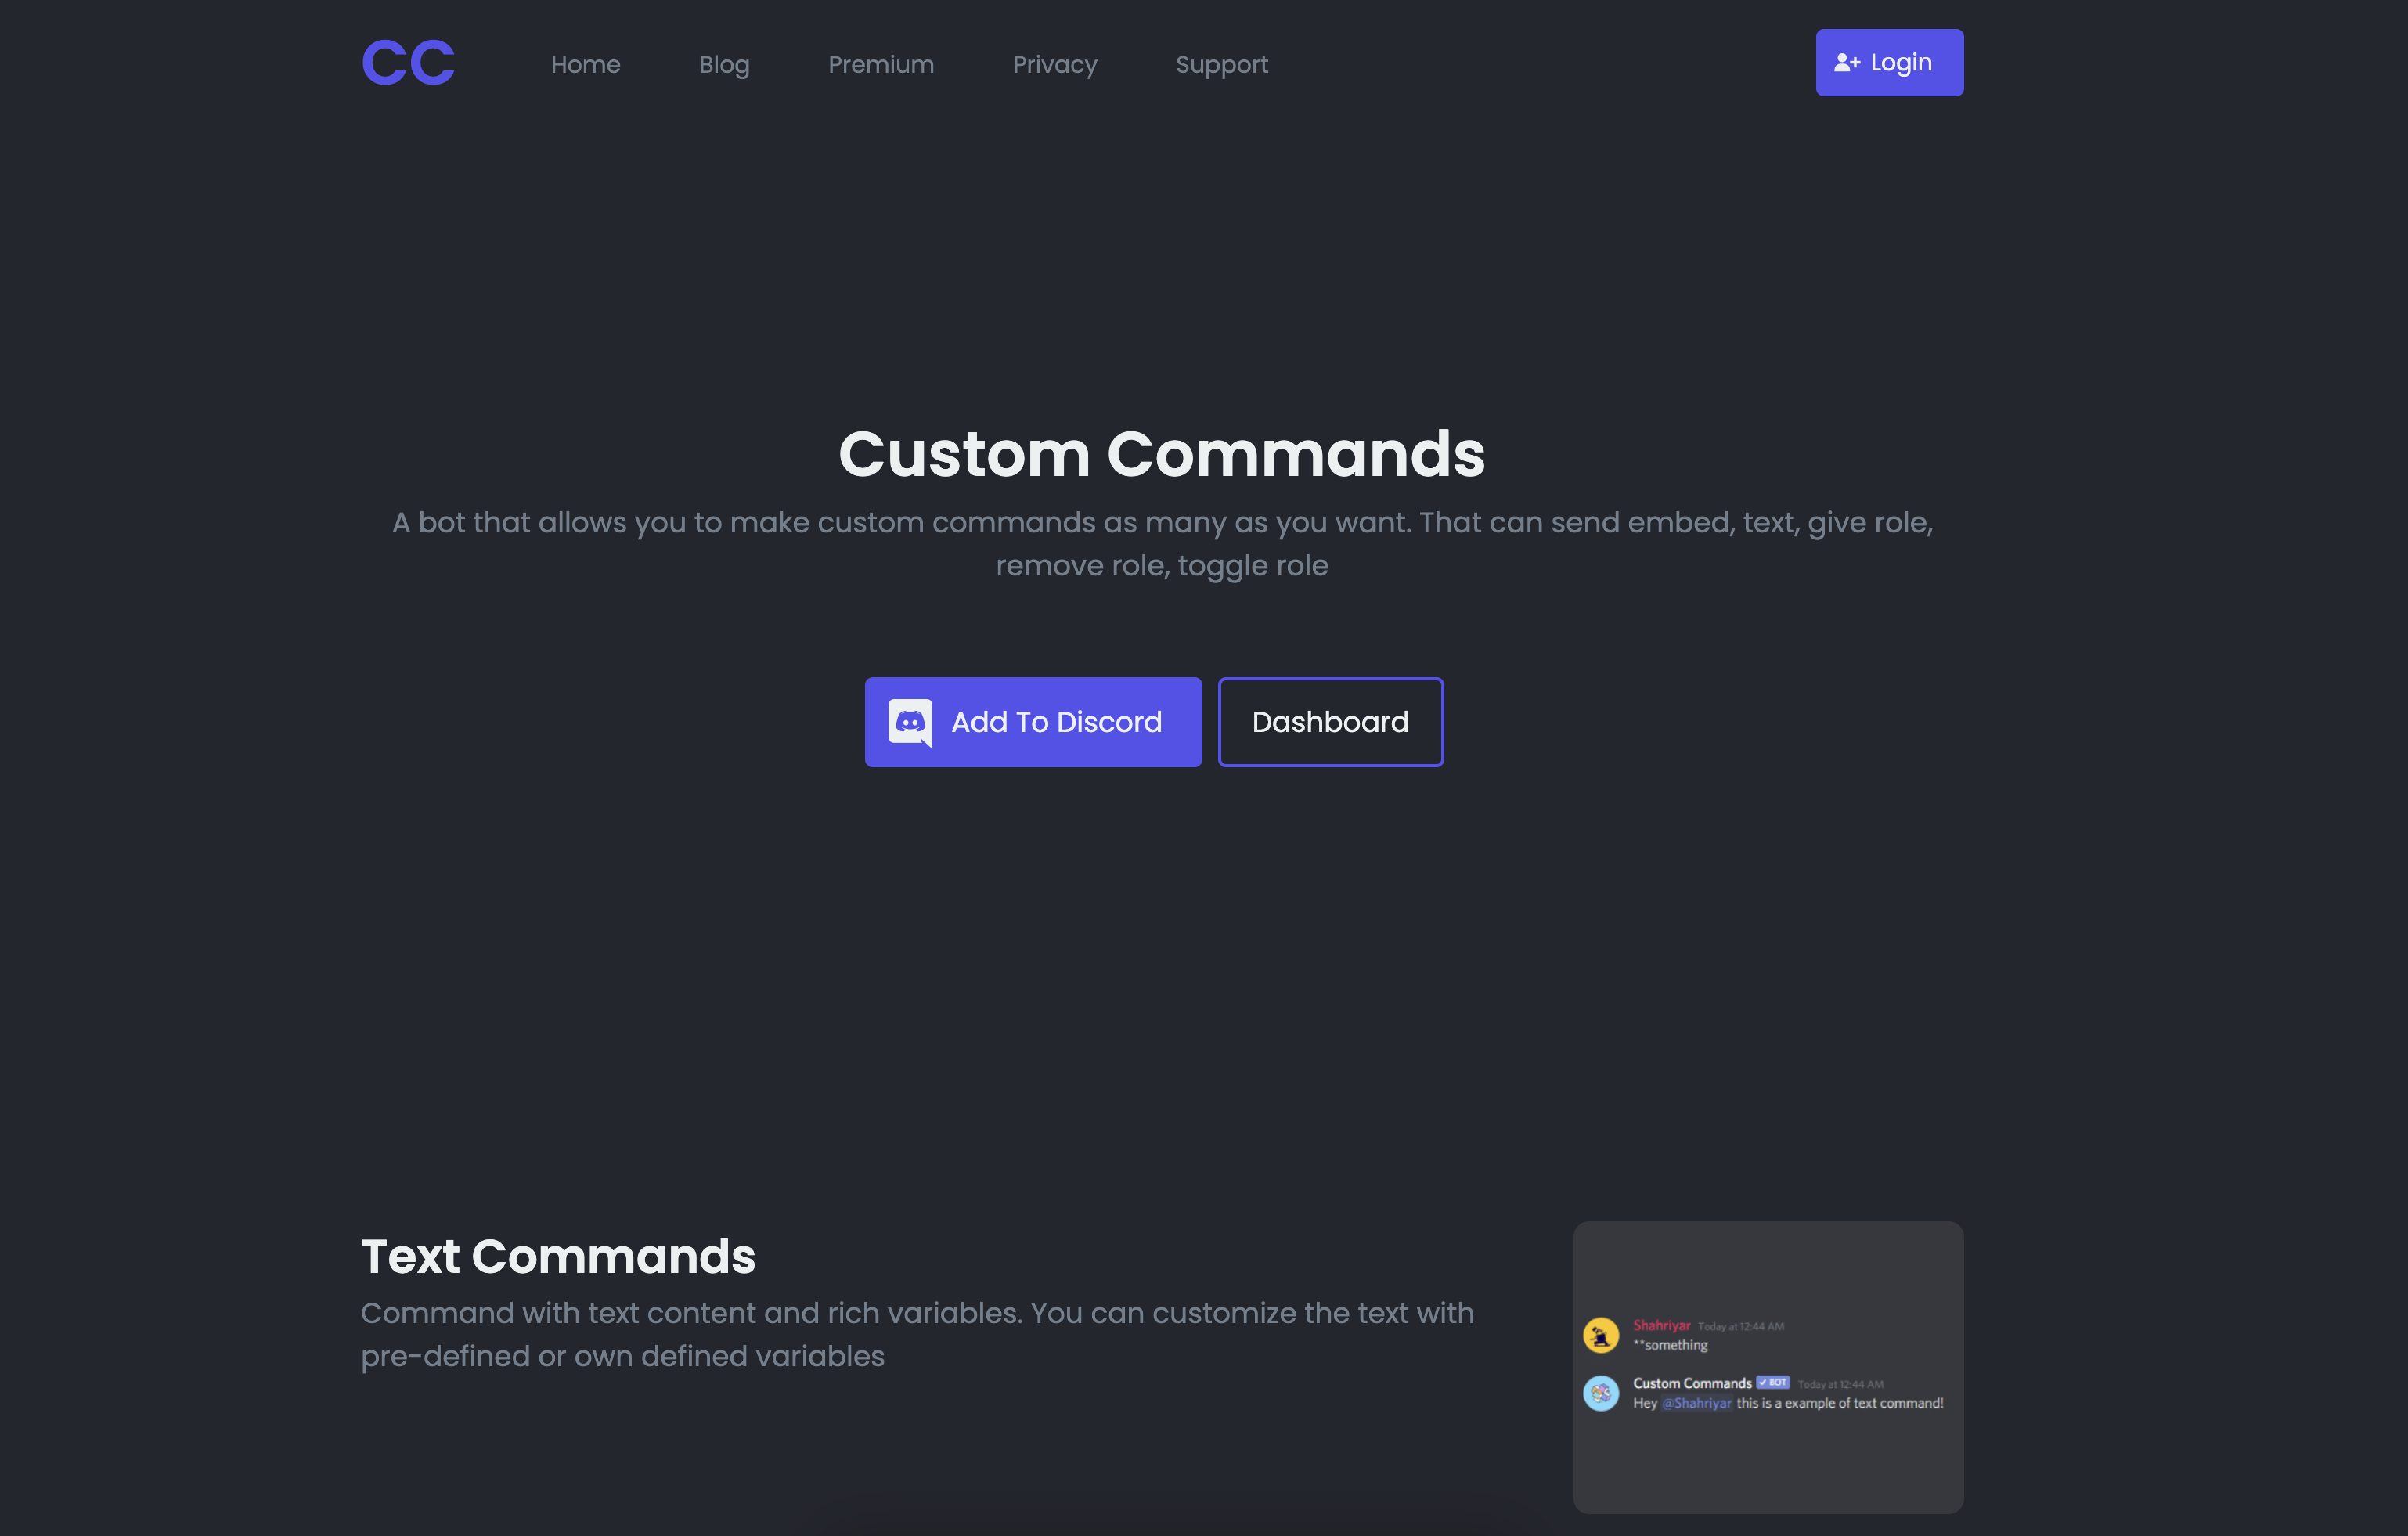 CC
Home Blog Premium Privacy Support
Login
Custom Commands
A bot that allows you to make custom commands as many as you want. That can send embed, text, give role,
remove role, toggle role
Add To Discord
Dashboard
Text Commands
Command with text content and rich variables. You can customize the text with
pre-defined or own defined variables
Shahriyar Today at 12:44 AM
**something
Custom Commands ✓ BOT Today at 12:44 AM
Hey @Shahriyar this is a example of text command!